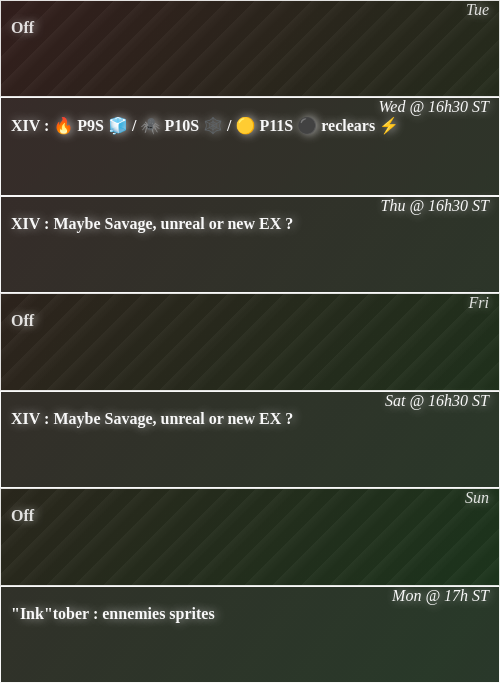 Tue
Off
Wed @ 16h30 ST
XIV : 🔥 P9S 🧊 / 🕷️ P10S 🕸️ / 🟡 P11S ⚫ reclears ⚡
Thu @ 16h30 ST
XIV : Maybe Savage, unreal or new EX ?
Fri
Off
Sat @ 16h30 ST
XIV : Maybe Savage, unreal or new EX ?
Sun
Off
Mon @ 17h ST
"Ink"tober : ennemies sprites